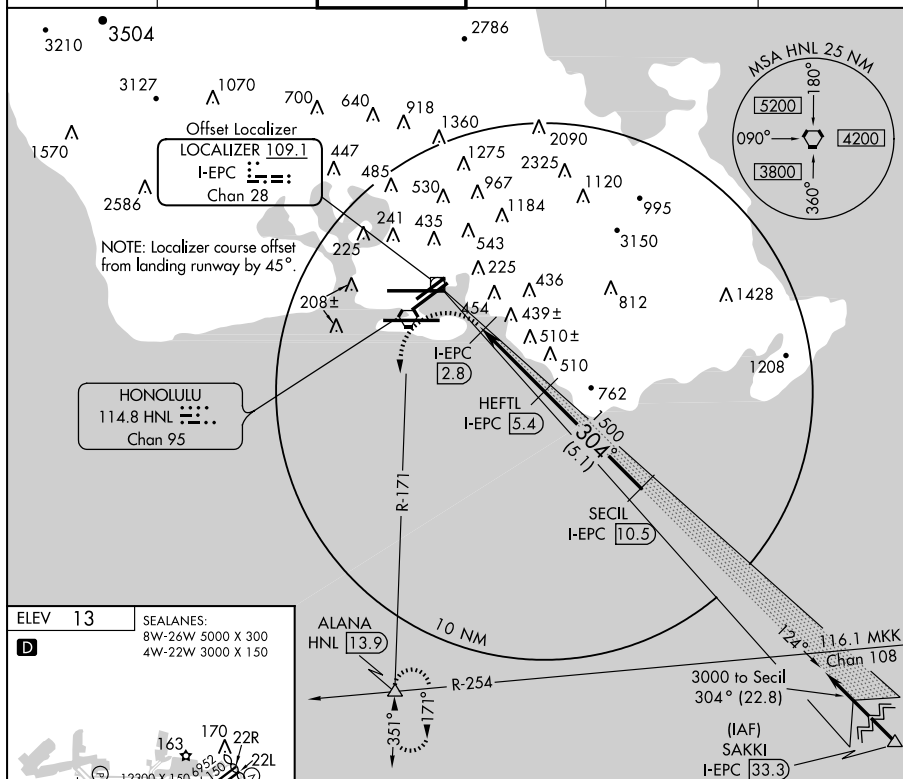 3210
3504
2786
3127
1070
700
640
918
1360
2090
1570
Offset Localizer
LOCALIZER 109.1
I-EPC
Chan 28
447
485
1275
2325
530
967
1120
995
2586
1184
3150
225
241
435
543
NOTE: Localizer course offset
from landing runway by 45°.
MSA HNL 25 NM
180°
5200
090°
4200
3800
360°
208±
225
436
812
1428
454
439±
510±
510
1208
762
I-EPC
2.8
HEFTL
I-EPC 5.4
HONOLULU
114.8 HNL
Chan 95
1500
304°
(5.1)
SECIL
I-EPC 10.5
R-171
10 NM
ALANA
HNL 13.9
R-254
351°
171°
124°
116.1 MKK
Chan 108
3000 to Secil
304° (22.8)
(IAF)
SAKKI
I-EPC 33.3
ELEV 13
D
SEALANES:
8W-26W 5000 X 300
4W-22W 3000 X 150
163
170
22R
22L
6952
150
12300 X 150